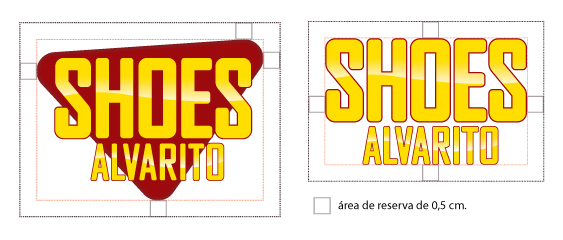 SHOES
ALVARITO
SHOES
ALVARITO
área de reserva de 0,5 cm.